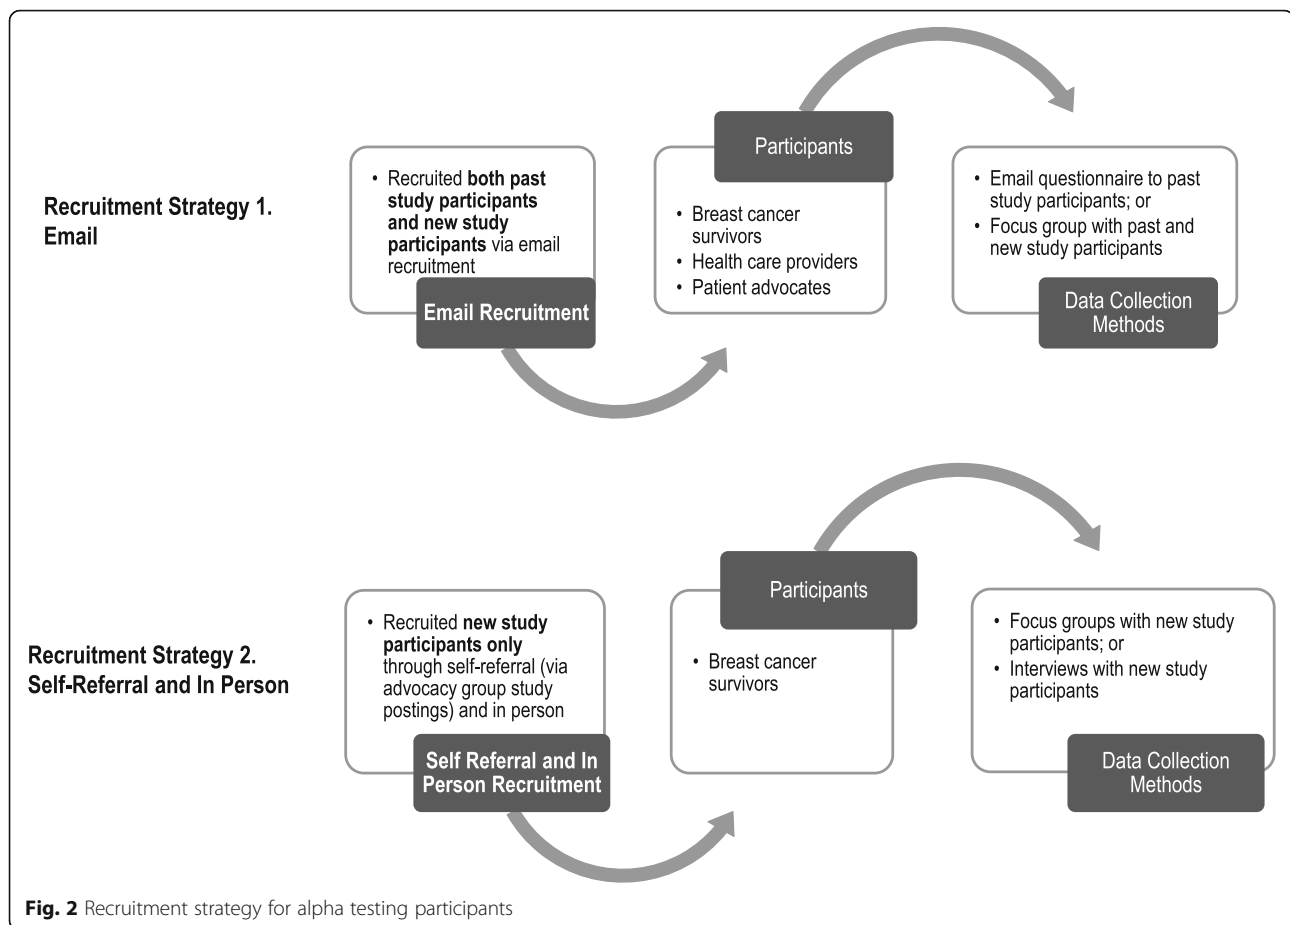 Recruitment Strategy 1.
Email
• Recruited both past
study participants
and new study
participants via email
recruitment
Email Recruitment
Participants
• Breast cancer
survivors
• Health care providers
• Patient advocates
• Email questionnaire to past
study participants; or
• Focus group with past and
new study participants
Data Collection
Methods
Recruitment Strategy 2.
Self-Referral and In Person
• Recruited new study
participants only
through self-referral (via
advocacy group study
postings) and in person
Self Referral and In
Person Recruitment
Participants
• Breast cancer
survivors
• Focus groups with new study
participants; or
• Interviews with new study
participants
Data Collection
Methods
Fig. 2 Recruitment strategy for alpha testing participants